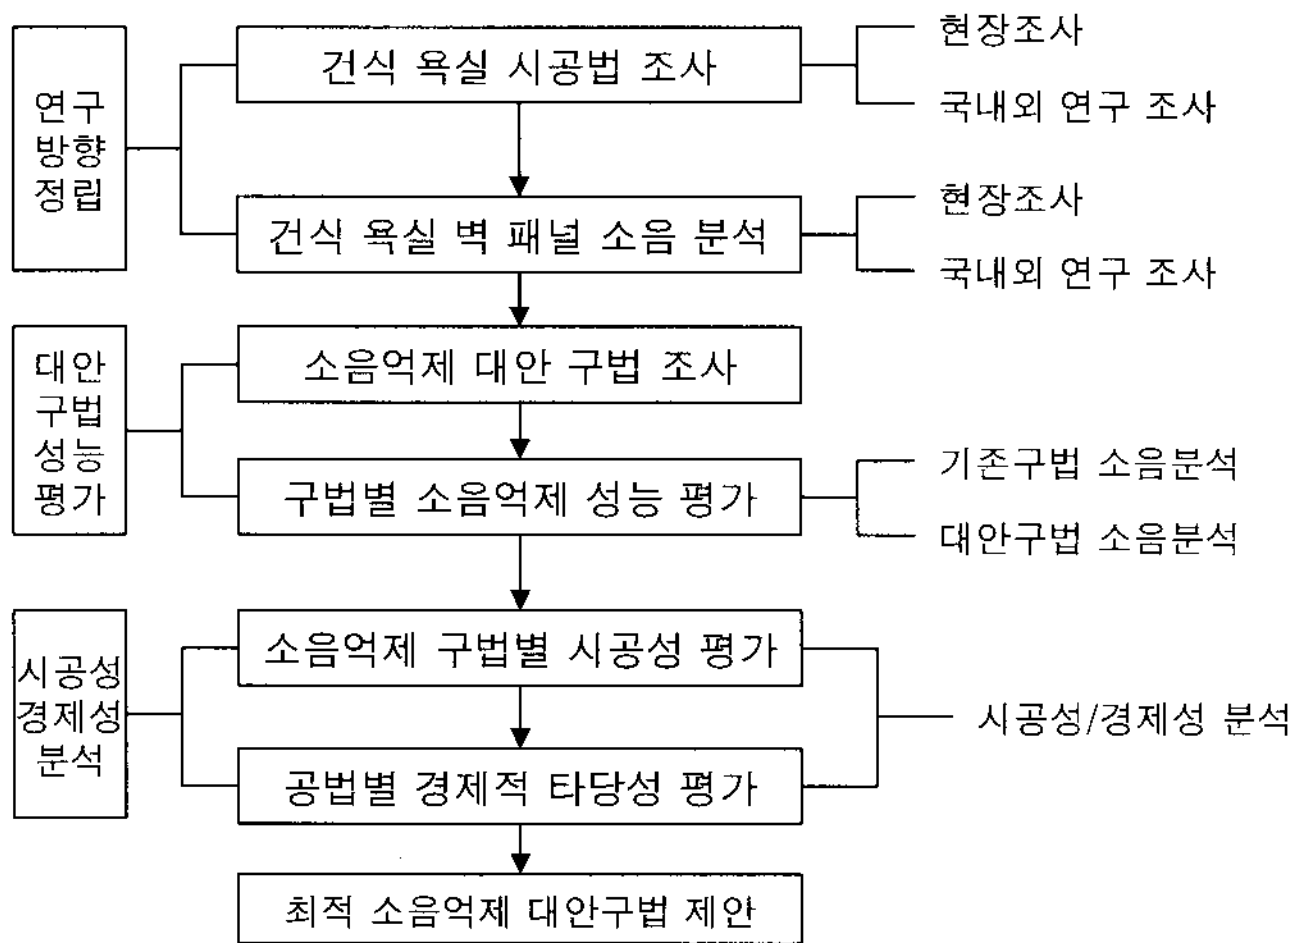 연구
방향
정립
건식 욕실 시공법 조사
현장조사
국내외 연구 조사
건식 욕실 벽 패널 소음 분석
현장조사
국내외 연구 조사
대안
구법
성능
평가
소음억제 대안 구법 조사
구법별 소음억제 성능 평가
기존구법 소음분석
대안구법 소음분석
시공성
경제성
분석
소음억제 구법별 시공성 평가
공법별 경제적 타당성 평가
시공성/경제성 분석
최적 소음억제 대안구법 제안